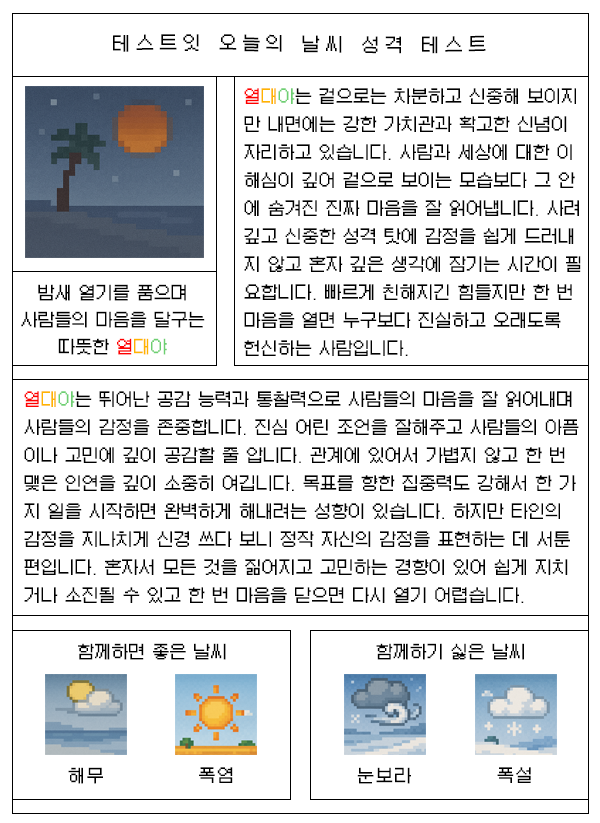 테스트잇 오늘의 날씨 성격 테스트
밤새 열기를 품으며
사람들의 마음을 달구는
따뜻한 열대야
열대야는 겉으로는 차분하고 신중해 보이지
만 내면에는 강한 가치관과 확고한 신념이
자리하고 있습니다. 사람과 세상에 대한 이
해심이 깊어 겉으로 보이는 모습보다 그 안
에 숨겨진 진짜 마음을 잘 읽어냅니다. 사려
깊고 신중한 성격 탓에 감정을 쉽게 드러내
지 않고 혼자 깊은 생각에 잠기는 시간이 필
요합니다. 빠르게 친해지긴 힘들지만 한 번
마음을 열면 누구보다 진실하고 오래도록
헌신하는 사람입니다.
열대야는 뛰어난 공감 능력과 통찰력으로 사람들의 마음을 잘 읽어내며
사람들의 감정을 존중합니다. 진심 어린 조언을 잘해주고 사람들의 아픔
이나 고민에 깊이 공감할 줄 압니다. 관계에 있어서 가볍지 않고 한 번
맺은 인연을 깊이 소중히 여깁니다. 목표를 향한 집중력도 강해서 한 가
지 일을 시작하면 완벽하게 해내려는 성향이 있습니다. 하지만 타인의
감정을 지나치게 신경 쓰다 보니 정작 자신의 감정을 표현하는 데 서툰
편입니다. 혼자서 모든 것을 짊어지고 고민하는 경향이 있어 쉽게 지치
거나 소진될 수 있고 한 번 마음을 닫으면 다시 열기 어렵습니다.
함께하면 좋은 날씨
해무
폭염
함께하기 싫은 날씨
눈보라
폭설